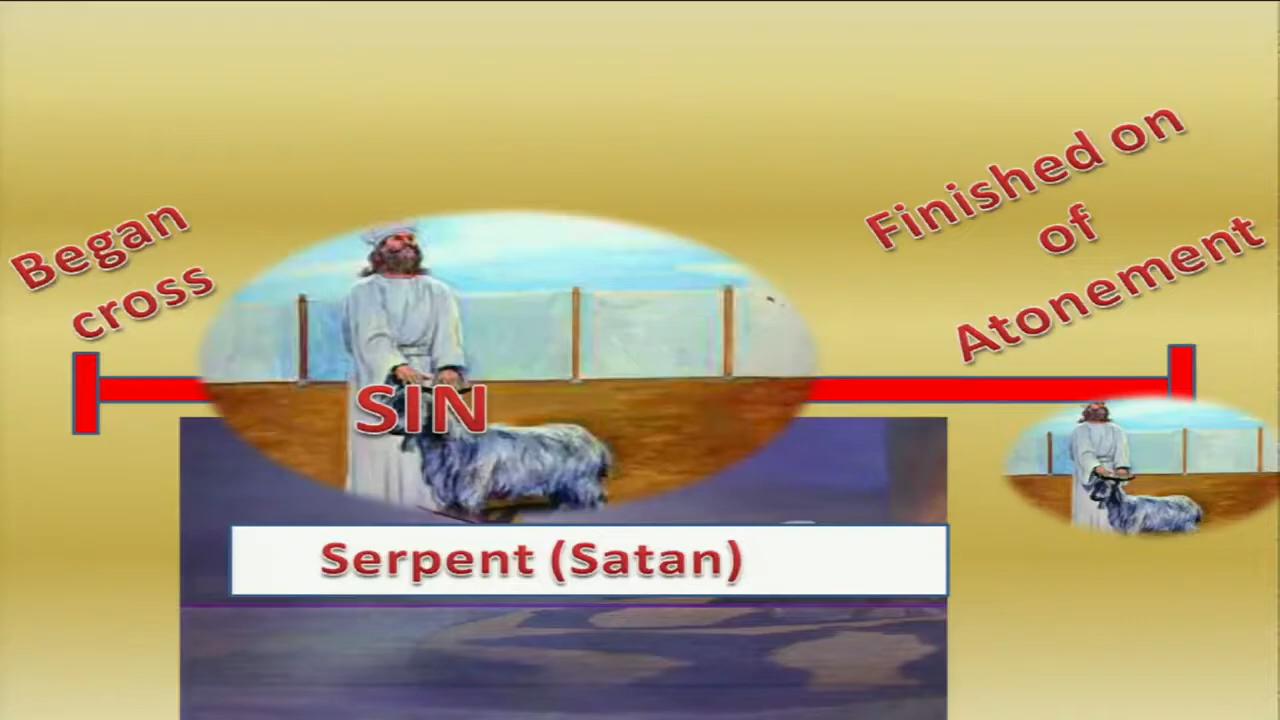 Began
cross
Finished on
of
Atonement
SIN
Serpent (Satan)